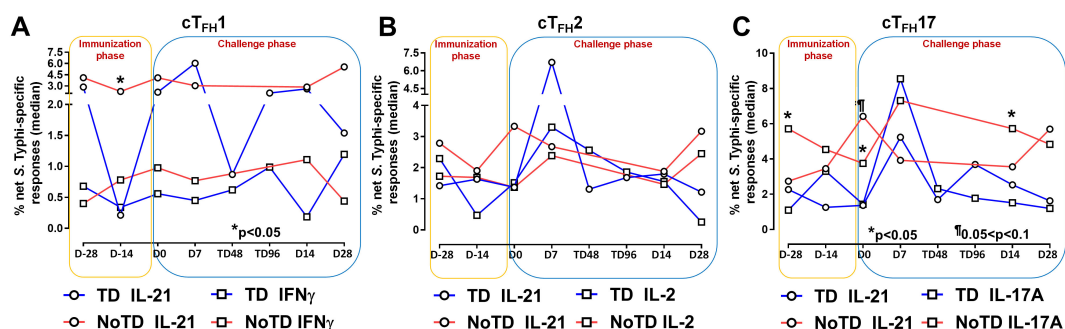 A
cTFH1
Immunization phase
Challenge phase
% net S. Typhi-specific responses (median)
6.0
4.5
3.0
1.5
1.0
0.5
0.0
*
*p<0.05
D-28 D-14 D0 D7 TD48 TD96 D14 D28
TD IL-21
TD IFNγ
NoTD IL-21
NoTD IFNγ
B
cTFH2
Immunization phase
Challenge phase
% net S. Typhi-specific responses (median)
7.5
6.0
4
3
2
1
0
D-28 D-14 D0 D7 TD48 TD96 D14 D28
TD IL-21
TD IL-2
NoTD IL-21
NoTD IL-2
C
cTFH17
Immunization phase
Challenge phase
% net S. Typhi-specific responses (median)
10
8
6
4
2
0
*
¶
*
*
*p<0.05
¶0.05<p<0.1
D-28 D-14 D0 D7 TD48 TD96 D14 D28
TD IL-21
TD IL-17A
NoTD IL-21
NoTD IL-17A